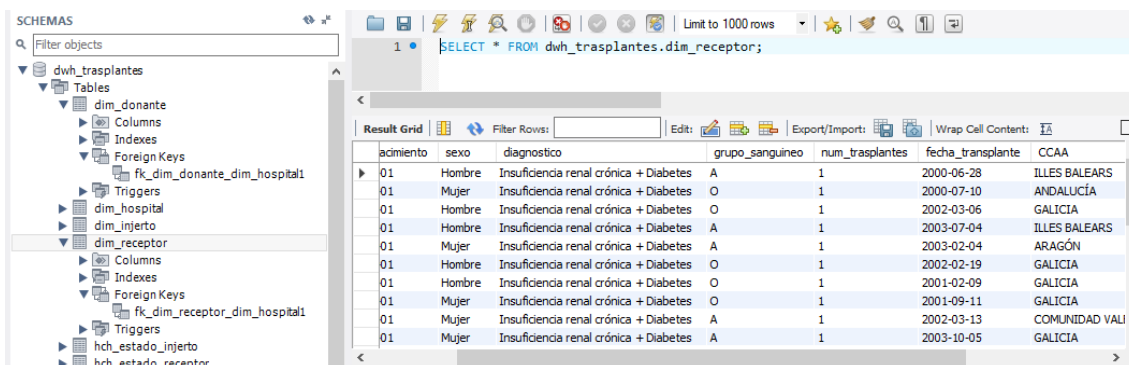 SCHEMAS
Filter objects
dwh_trasplantes
Tables
dim_donante
Columns
Indexes
Foreign Keys
fk_dim_donante_dim_hospital1
Triggers
dim_hospital
dim_injerto
dim_receptor
Columns
Indexes
Foreign Keys
fk_dim_receptor_dim_hospital1
Triggers
hch_estado_injerto
hch_estado_receptor
Limit to 1000 rows
1 SELECT * FROM dwh_trasplantes.dim_receptor;
Result Grid Filter Rows: Edit: Export/Import: Wrap Cell Content: IA
acimiento sexo diagnostico grupo_sanguineo num_trasplantes fecha_transplante CCAA
01 Hombre Insuficiencia renal crónica + Diabetes A 1 2000-06-28 ILLES BALEARS
01 Mujer Insuficiencia renal crónica + Diabetes O 1 2000-07-10 ANDALUCÍA
01 Hombre Insuficiencia renal crónica + Diabetes O 1 2002-03-06 GALICIA
01 Hombre Insuficiencia renal crónica + Diabetes A 1 2003-07-04 ILLES BALEARS
01 Mujer Insuficiencia renal crónica + Diabetes A 1 2003-02-04 ARAGÓN
01 Hombre Insuficiencia renal crónica + Diabetes O 1 2002-02-19 GALICIA
01 Hombre Insuficiencia renal crónica + Diabetes O 1 2001-02-09 GALICIA
01 Mujer Insuficiencia renal crónica + Diabetes O 1 2001-09-11 GALICIA
01 Mujer Insuficiencia renal crónica + Diabetes A 1 2002-03-13 COMUNIDAD VALI
01 Mujer Insuficiencia renal crónica + Diabetes A 1 2003-10-05 GALICIA